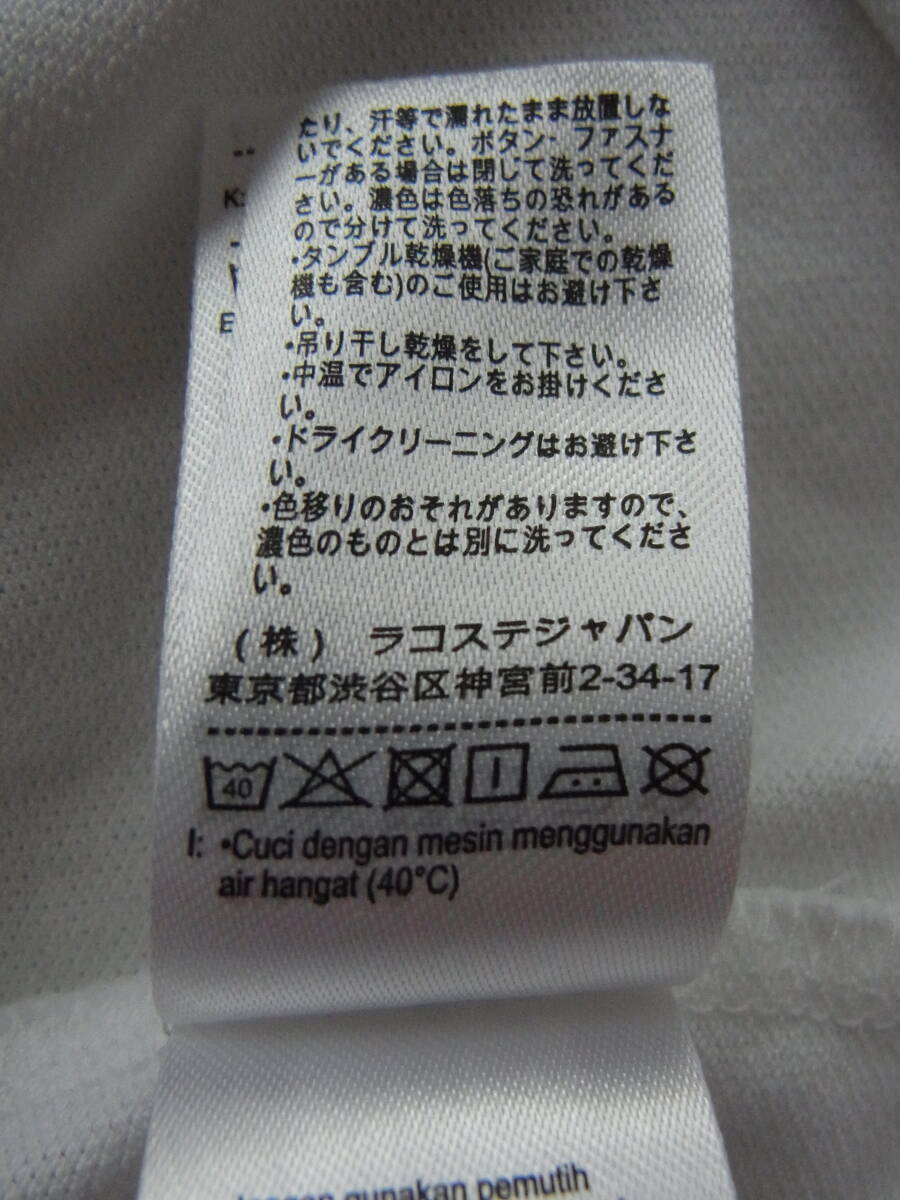 たり、汗等で濡れたまま放置しな
いでください。ボタン・ファスナ
ーがある場合は閉じて洗ってくだ
さい。濃色は色落ちの恐れがある
ので分けて洗ってください。
・タンブル乾燥機(ご家庭での乾燥
機も含む)のご使用はお避け下さ
い。
・吊り干し乾燥をして下さい。
・中温でアイロンをお掛けくださ
い。
・ドライクリーニングはお避け下さ
い。
・色移りのおそれがありますので、
濃色のものとは別に洗ってくださ
い。
(株) ラコステジャパン
東京都渋谷区神宮前2-34-17
40
I: •Cuci dengan mesin menggunakan
air hangat (40°C)
K:
E
gunakan pemutih